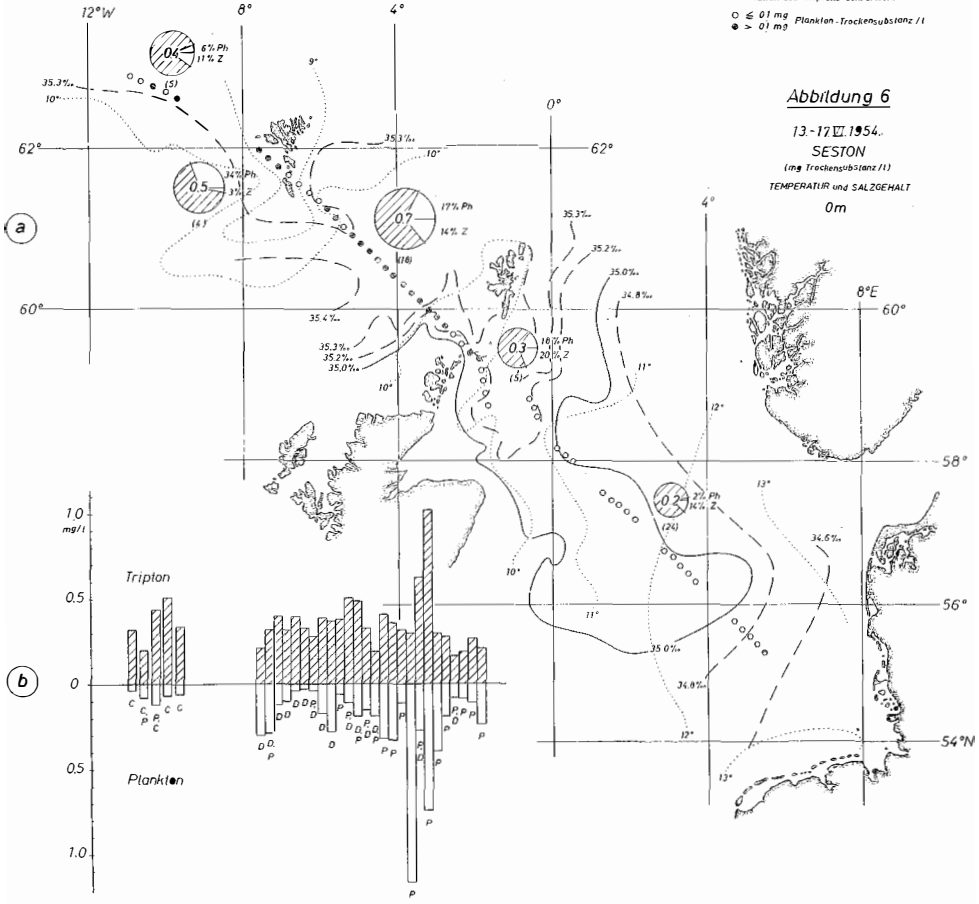 ≤ 0.1 mg
> 0.1 mg
Plankton-Trockensubstanz / l
Abbildung 6
13.-17.VI.1954.
SESTON
(mg Trockensubstanz / l)
TEMPERATUR und SALZGEHALT
0m
12°W
8°
4°
0°
04
6% Ph
11% Z
(5)
9°
35.3‰
10°
62°
35.3‰
10°
62°
0.5
34% Ph
3% Z
(4)
0.7
17% Ph
14% Z
(18)
4°
a
35.3‰
35.2‰
35.0‰
34.8‰
8°E
60°
60°
35.4‰
35.3‰
35.2‰
35.0‰
0.3
16% Ph
20% Z
(5)
10°
11°
12°
58°
58°
0.2
2% Ph
14% Z
(24)
13°
34.6‰
10°
11°
56°
56°
35.0‰
34.8‰
12°
13°
54°
54°N
b
1.0
mg/l
Tripton
0.5
0
C
C, P
P, C
C
C
D
D, P
D
D
D
D
D
P
P
P
P
P
P
P
P
P
Plankton
0.5
1.0